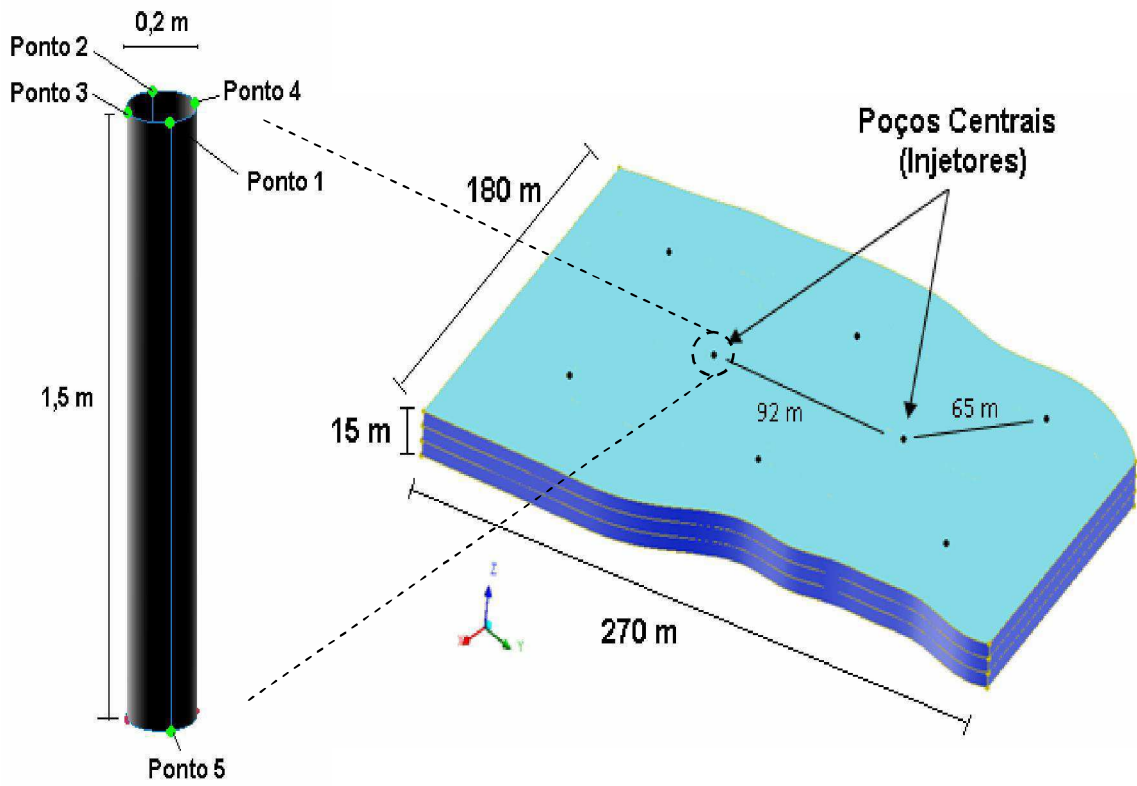 0,2 m
Ponto 2
Ponto 3
Ponto 4
Ponto 1
1,5 m
Ponto 5
Poços Centrais
(Injetores)
180 m
92 m
65 m
15 m
270 m
Z
X
Y